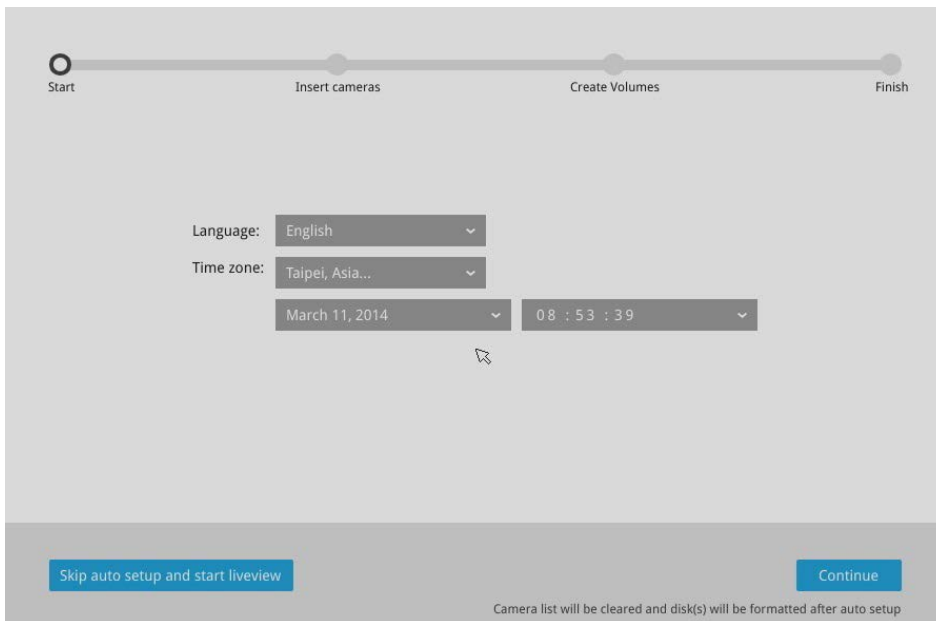 Start Insert cameras Create Volumes Finish
Language: English
Time zone: Taipei, Asia...
March 11, 2014 08 : 53 : 39
Skip auto setup and start liveview Continue
Camera list will be cleared and disk(s) will be formatted after auto setup